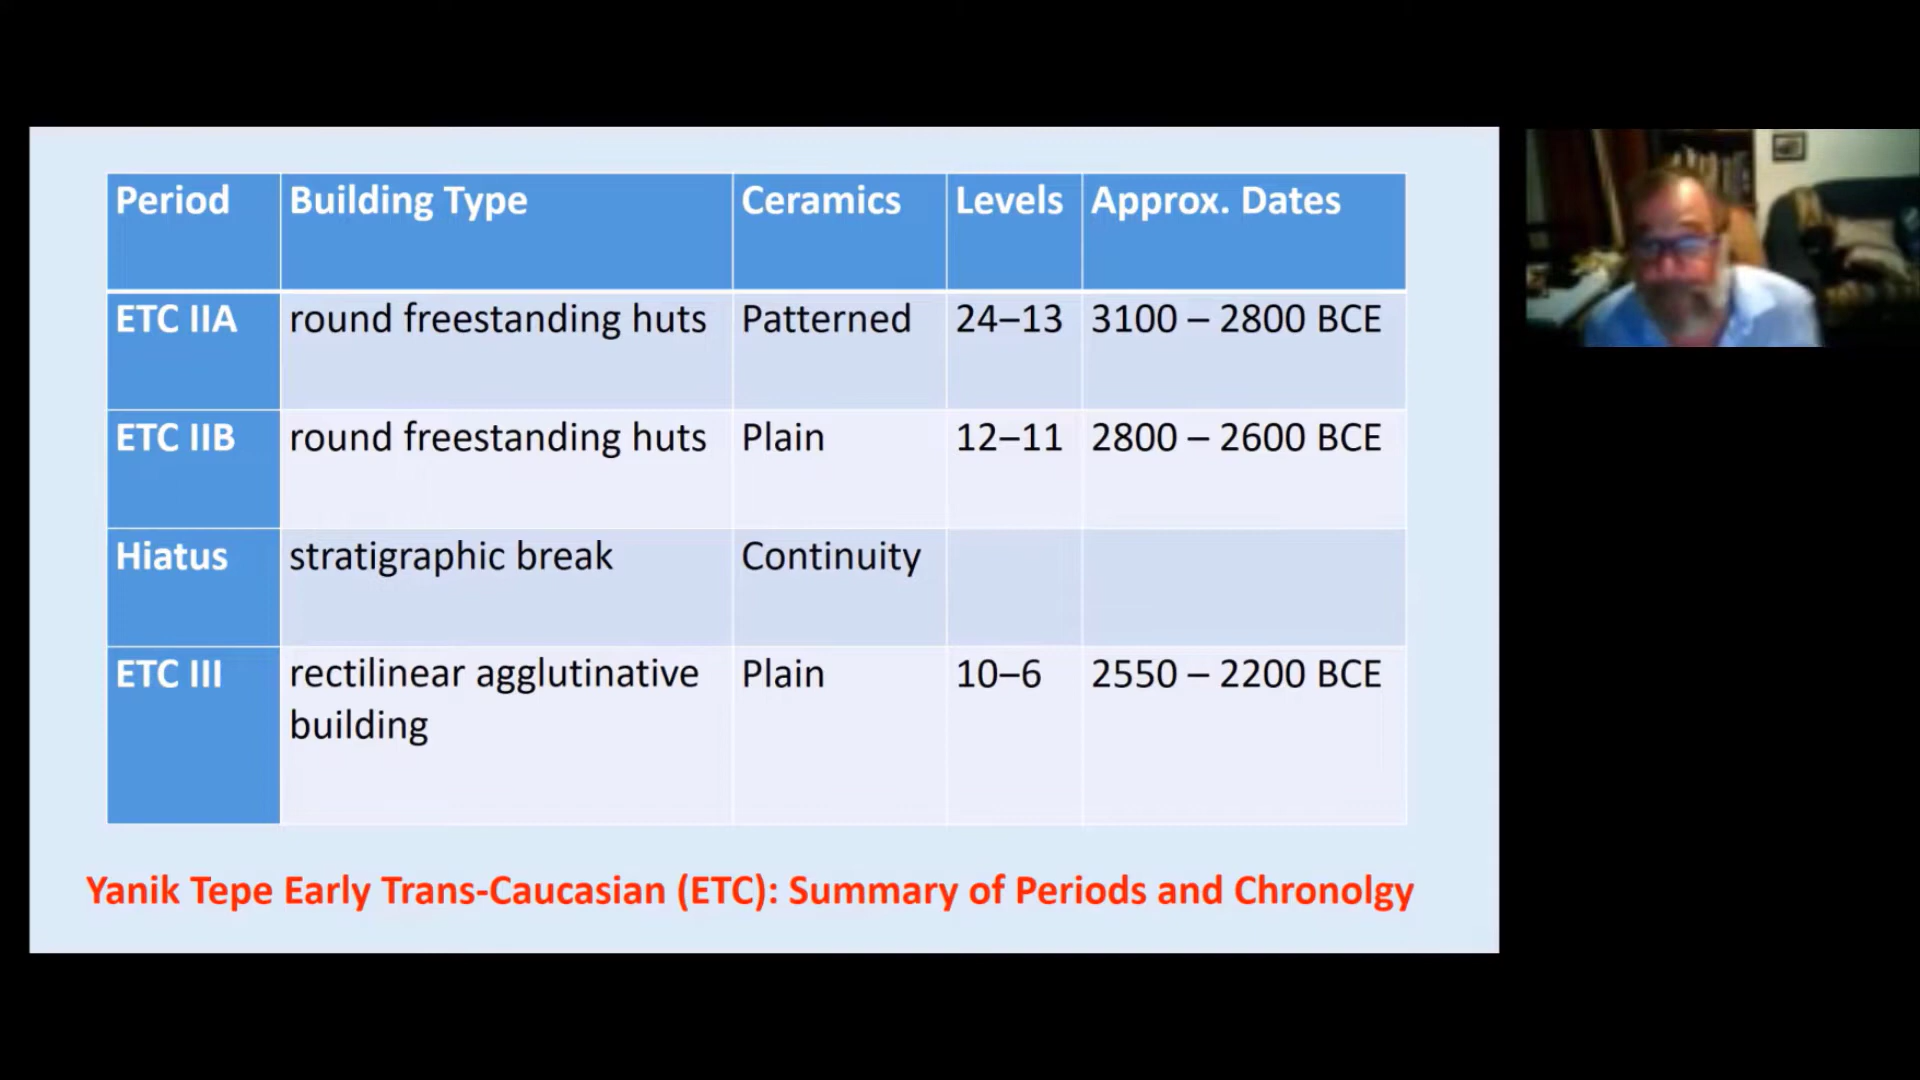 Period Building Type Ceramics Levels Approx. Dates
ETC IIA round freestanding huts Patterned 24–13 3100 – 2800 BCE
ETC IIB round freestanding huts Plain 12–11 2800 – 2600 BCE
Hiatus stratigraphic break Continuity
ETC III rectilinear agglutinative Plain 10–6 2550 – 2200 BCE
building
Yanik Tepe Early Trans-Caucasian (ETC): Summary of Periods and Chronolgy